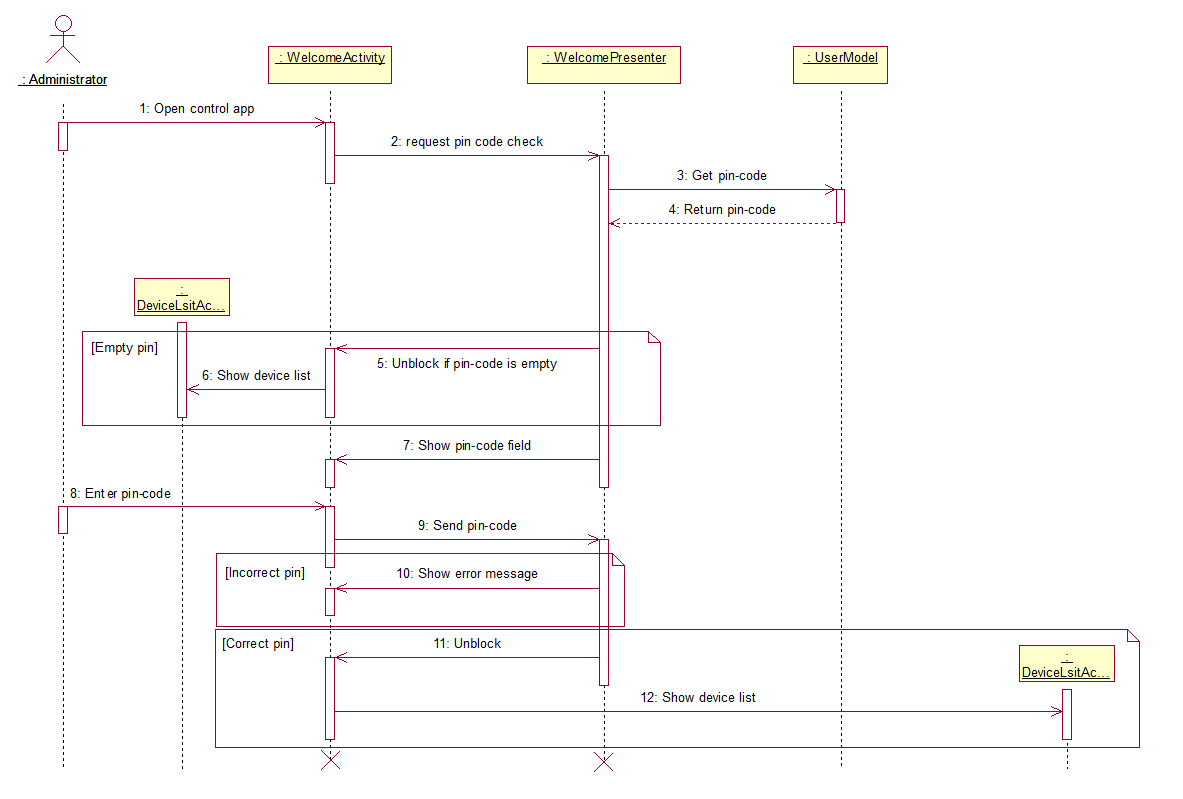 : Administrator
: WelcomeActivity
: WelcomePresenter
: UserModel
1: Open control app
2: request pin code check
3: Get pin-code
4: Return pin-code
:
DeviceLsitAc...
[Empty pin]
5: Unblock if pin-code is empty
6: Show device list
7: Show pin-code field
8: Enter pin-code
9: Send pin-code
[Incorrect pin]
10: Show error message
[Correct pin]
11: Unblock
:
DeviceLsitAc...
12: Show device list